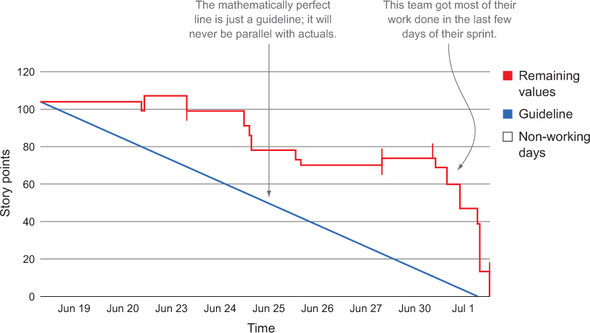 The mathematically perfect
line is just a guideline; it will
never be parallel with actuals.
This team got most of their
work done in the last few
days of their sprint.
120
100
80
60
40
20
0
Story points
Jun 19
Jun 20
Jun 23
Jun 24
Jun 25
Jun 26
Jun 27
Jun 30
Jul 1
Time
Remaining
values
Guideline
Non-working
days